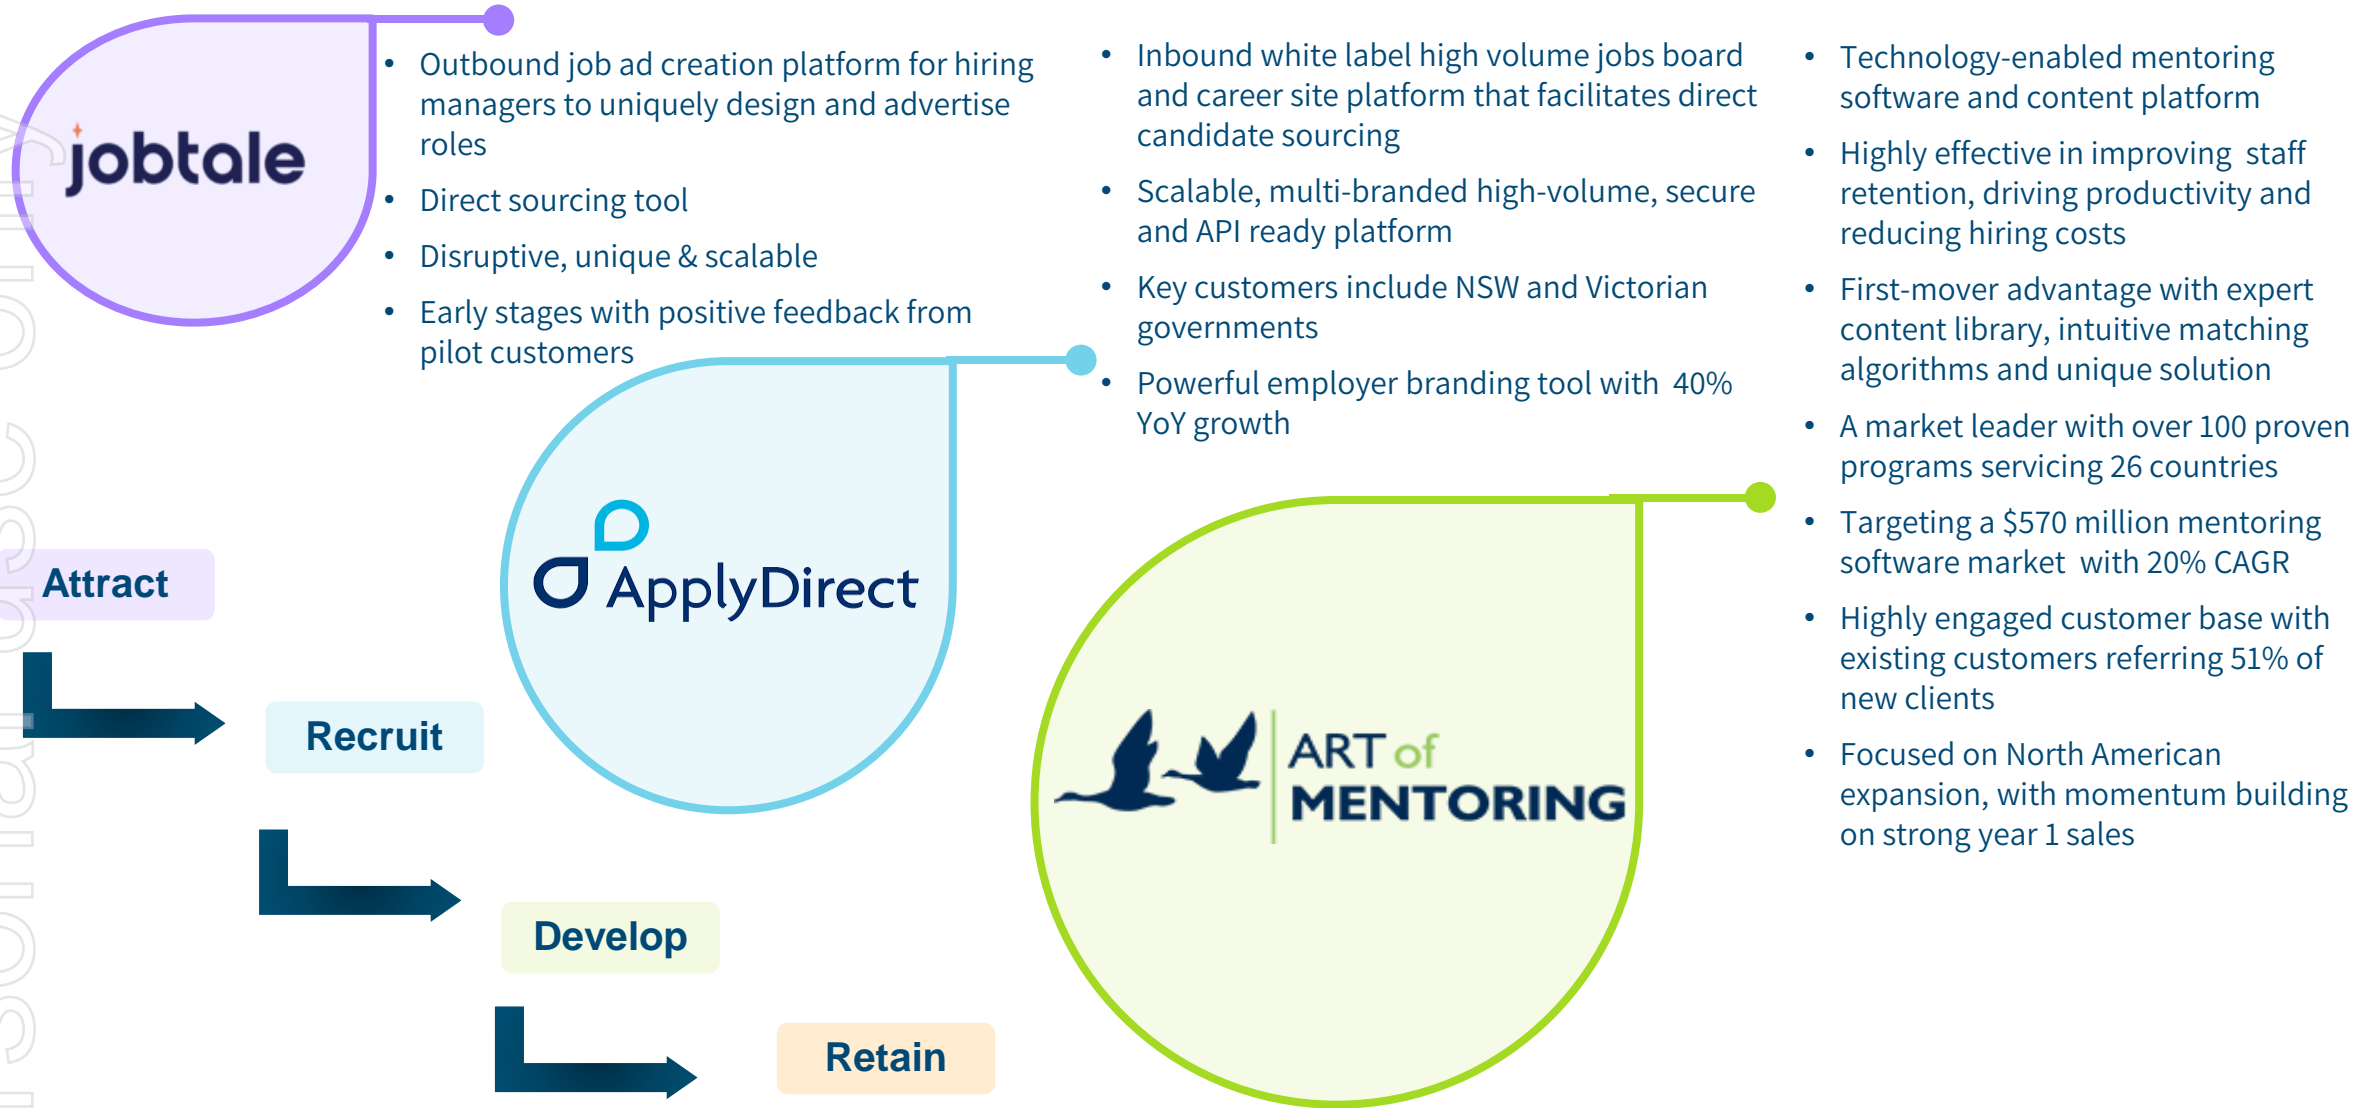 jobtale
• Outbound job ad creation platform for hiring
managers to uniquely design and advertise
roles
• Direct sourcing tool
• Disruptive, unique & scalable
• Early stages with positive feedback from
pilot customers
ApplyDirect
• Inbound white label high volume jobs board
and career site platform that facilitates direct
candidate sourcing
• Scalable, multi-branded high-volume, secure
and API ready platform
• Key customers include NSW and Victorian
governments
• Powerful employer branding tool with 40%
YoY growth
ART of
MENTORING
• Technology-enabled mentoring
software and content platform
• Highly effective in improving staff
retention, driving productivity and
reducing hiring costs
• First-mover advantage with expert
content library, intuitive matching
algorithms and unique solution
• A market leader with over 100 proven
programs servicing 26 countries
• Targeting a $570 million mentoring
software market with 20% CAGR
• Highly engaged customer base with
existing customers referring 51% of
new clients
• Focused on North American
expansion, with momentum building
on strong year 1 sales
Attract
Recruit
Develop
Retain